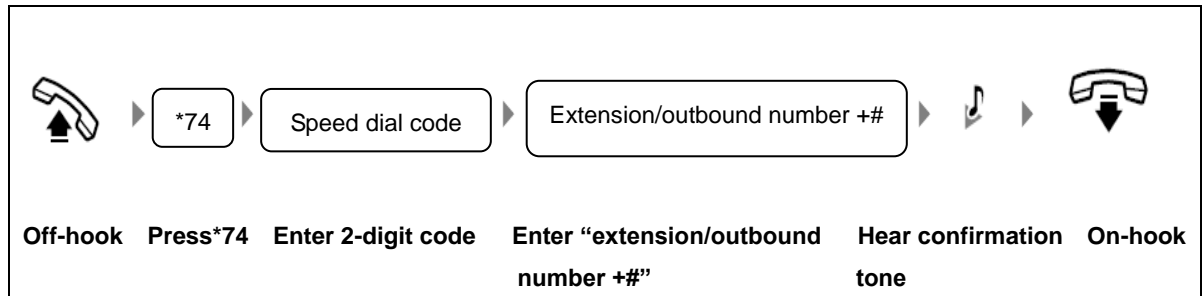 *74
Speed dial code
Extension/outbound number +#
Off-hook Press*74 Enter 2-digit code Enter “extension/outbound Hear confirmation On-hook
number +#” tone